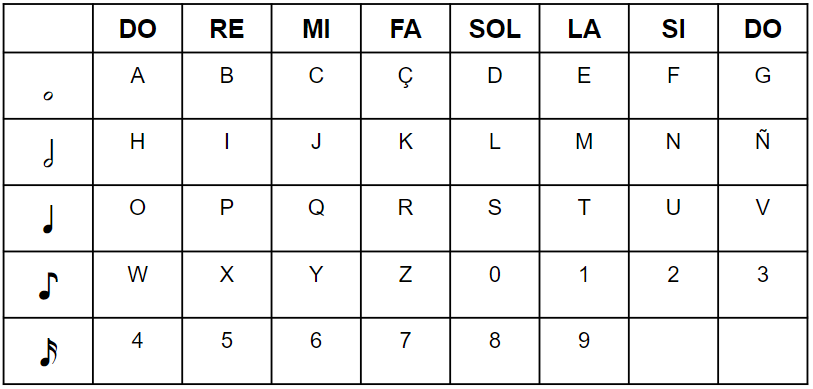 DO RE MI FA SOL LA SI DO
A B C Ç D E F G
H I J K L M N Ñ
O P Q R S T U V
W X Y Z 0 1 2 3
4 5 6 7 8 9